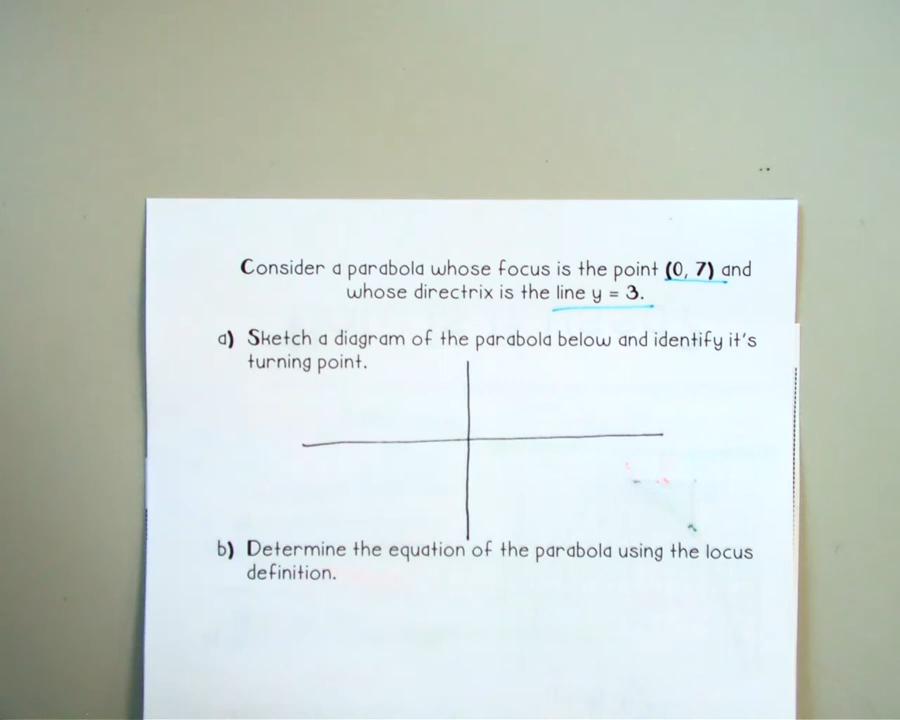 Consider a parabola whose focus is the point (0, 7) and
whose directrix is the line y = 3.
a) Sketch a diagram of the parabola below and identify it's
turning point.
b) Determine the equation of the parabola using the locus
definition.